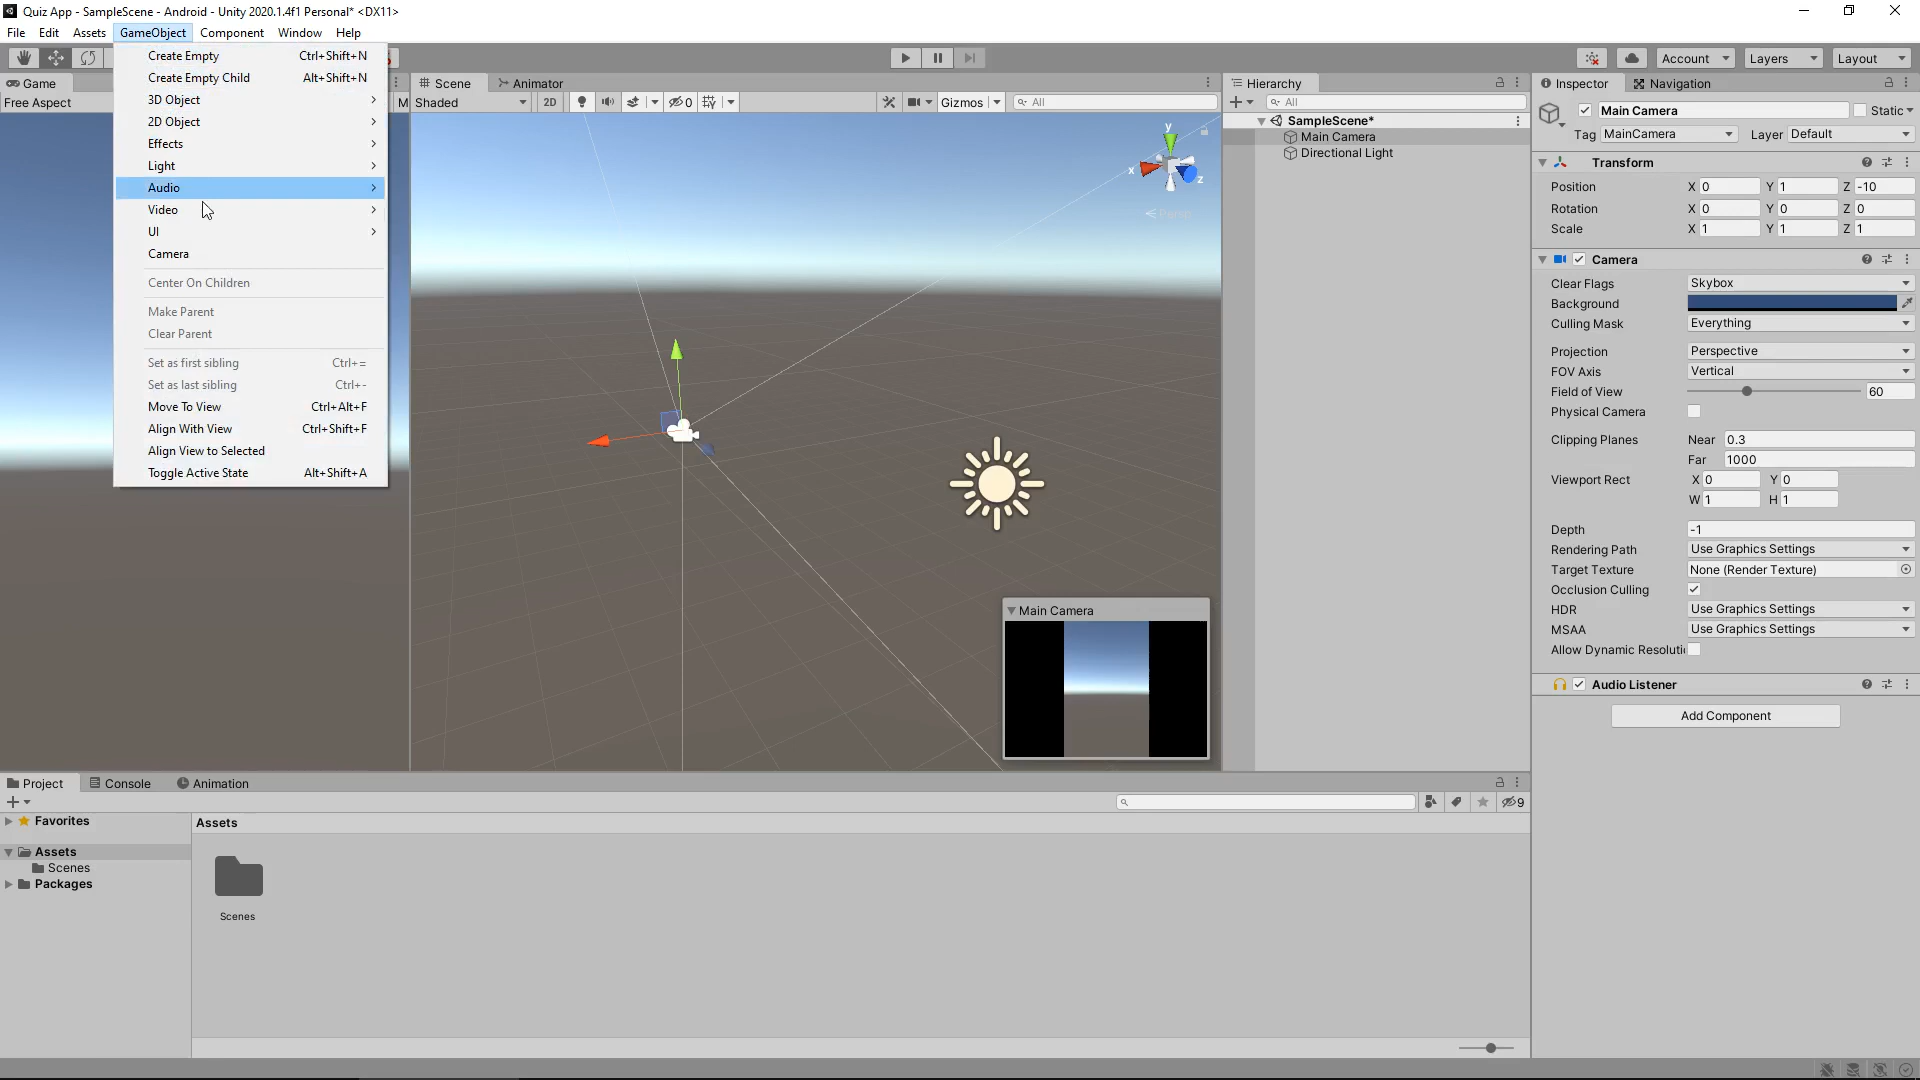 Quiz App - SampleScene - Android - Unity 2020.1.4f1 Personal* <DX11>
File Edit Assets GameObject Component Window Help
Account Layers Layout
Game
Free Aspect
M
Create Empty Ctrl+Shift+N
Create Empty Child Alt+Shift+N
3D Object
2D Object
Effects
Light
Audio
Video
UI
Camera
Center On Children
Make Parent
Clear Parent
Set as first sibling Ctrl+=
Set as last sibling Ctrl+-
Move To View Ctrl+Alt+F
Align With View Ctrl+Shift+F
Align View to Selected
Toggle Active State Alt+Shift+A
Scene Animator
Shaded 2D 0 Gizmos All
y
x
z
Persp
Main Camera
Hierarchy
All
SampleScene*
Main Camera
Directional Light
Inspector Navigation
Main Camera Static
Tag MainCamera Layer Default
Transform
Position X 0 Y 1 Z -10
Rotation X 0 Y 0 Z 0
Scale X 1 Y 1 Z 1
Camera
Clear Flags Skybox
Background
Culling Mask Everything
Projection Perspective
FOV Axis Vertical
Field of View 60
Physical Camera
Clipping Planes Near 0.3
Far 1000
Viewport Rect X 0 Y 0
W 1 H 1
Depth -1
Rendering Path Use Graphics Settings
Target Texture None (Render Texture)
Occlusion Culling
HDR Use Graphics Settings
MSAA Use Graphics Settings
Allow Dynamic Resoluti
Audio Listener
Add Component
Project Console Animation
9
Favorites
Assets
Scenes
Packages
Assets
Scenes